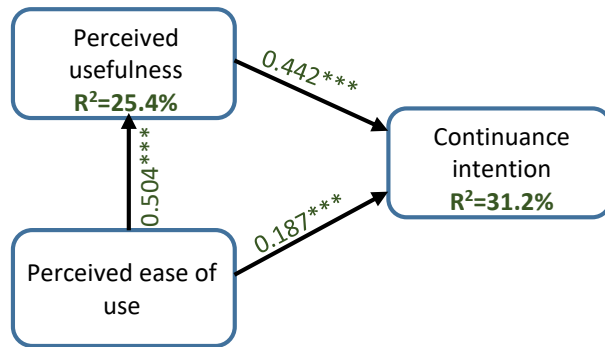 Perceived
usefulness
R²=25.4%
0.442***
0.504***
Continuance
intention
R²=31.2%
0.187***
Perceived ease of
use